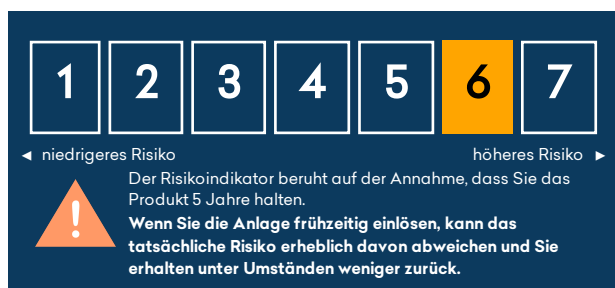 1 2 3 4 5 6 7
◄ niedrigeres Risiko höheres Risiko ►
Der Risikoindikator beruht auf der Annahme, dass Sie das
Produkt 5 Jahre halten.
Wenn Sie die Anlage frühzeitig einlösen, kann das
tatsächliche Risiko erheblich davon abweichen und Sie
erhalten unter Umständen weniger zurück.